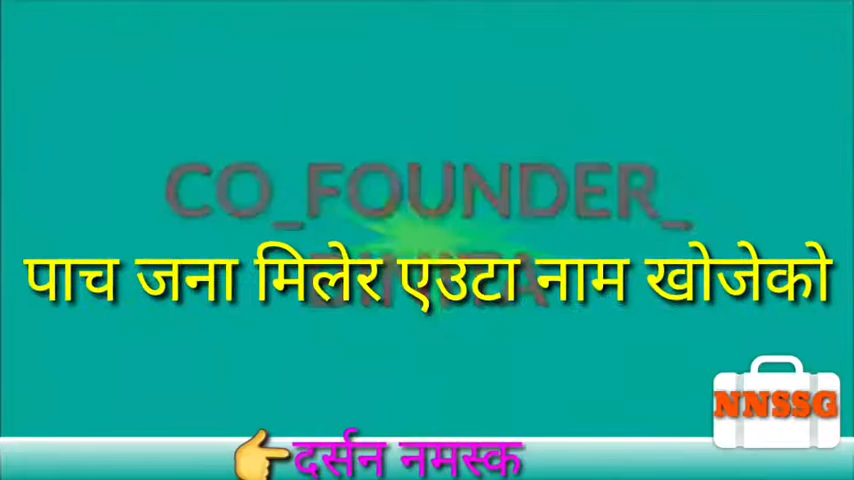 CO_FOUNDER_
पाच जना मिलेर एउटा नाम खोजेको
NNSSG
दर्सन नमस्क